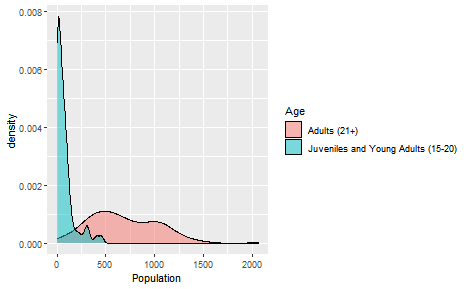 0.008
0.006
0.004
0.002
0.000
density
0
500
1000
1500
2000
Population
Age
Adults (21+)
Juveniles and Young Adults (15-20)